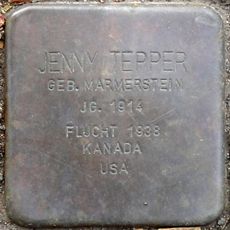 JENNY TEPPER
GEB. MARMERSTEIN
JG. 1914
FLUCHT 1938
KANADA
USA